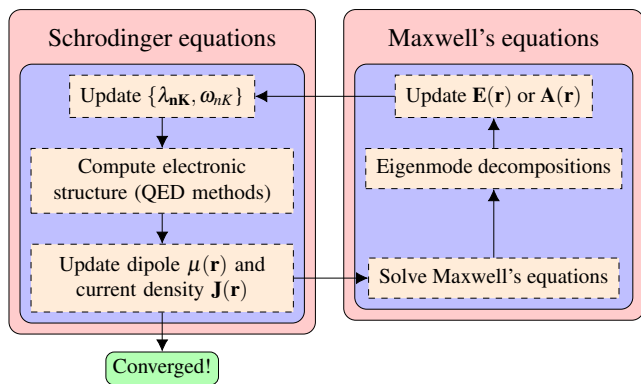 Schrodinger equations
Update {λ_nK, ω_nK}
Compute electronic
structure (QED methods)
Update dipole μ(r) and
current density J(r)
Converged!
Maxwell's equations
Update E(r) or A(r)
Eigenmode decompositions
Solve Maxwell's equations